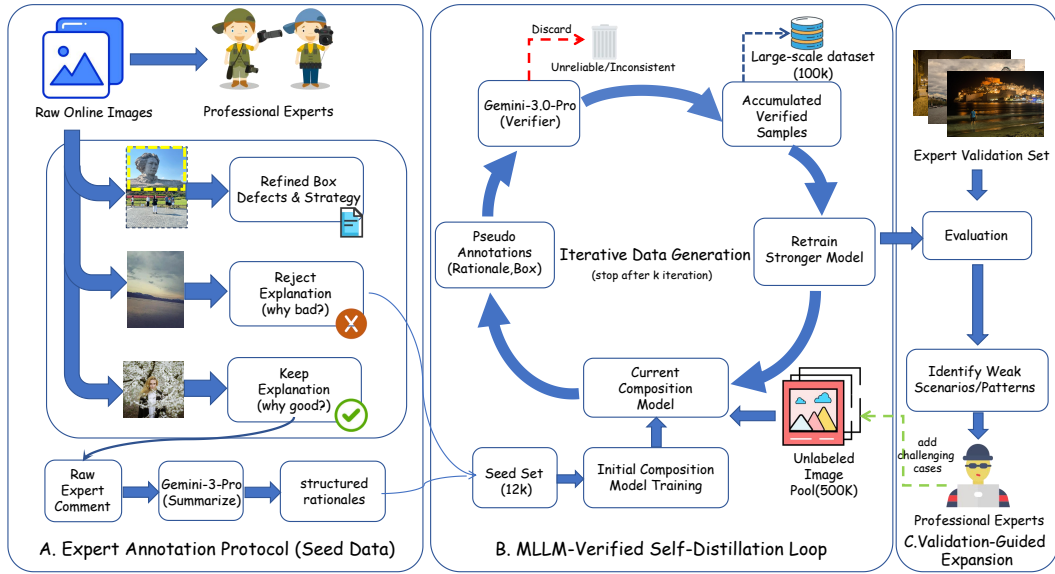 Raw Online Images
Professional Experts
Refined Box
Defects & Strategy
Reject
Explanation
(why bad?)
Keep
Explanation
(why good?)
Raw
Expert
Comment
Gemini-3-Pro
(Summarize)
structured
rationales
A. Expert Annotation Protocol (Seed Data)
Discard
Unreliable/Inconsistent
Large-scale dataset
(100k)
Gemini-3.0-Pro
(Verifier)
Accumulated
Verified
Samples
Pseudo
Annotations
(Rationale,Box)
Iterative Data Generation
(stop after k iteration)
Retrain
Stronger Model
Current
Composition
Model
Seed Set
(12k)
Initial Composition
Model Training
Unlabeled
Image
Pool(500K)
B. MLLM-Verified Self-Distillation Loop
Expert Validation Set
Evaluation
Identify Weak
Scenarios/Patterns
add
challenging
cases
Professional Experts
C.Validation-Guided
Expansion